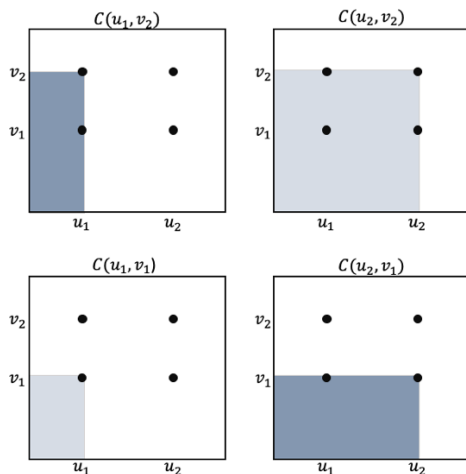 C(u₁, v₂)
C(u₂, v₂)
v₂
v₂
v₁
v₁
u₁ u₂
u₁ u₂
C(u₁, v₁)
C(u₂, v₁)
v₂
v₂
v₁
v₁
u₁ u₂
u₁ u₂